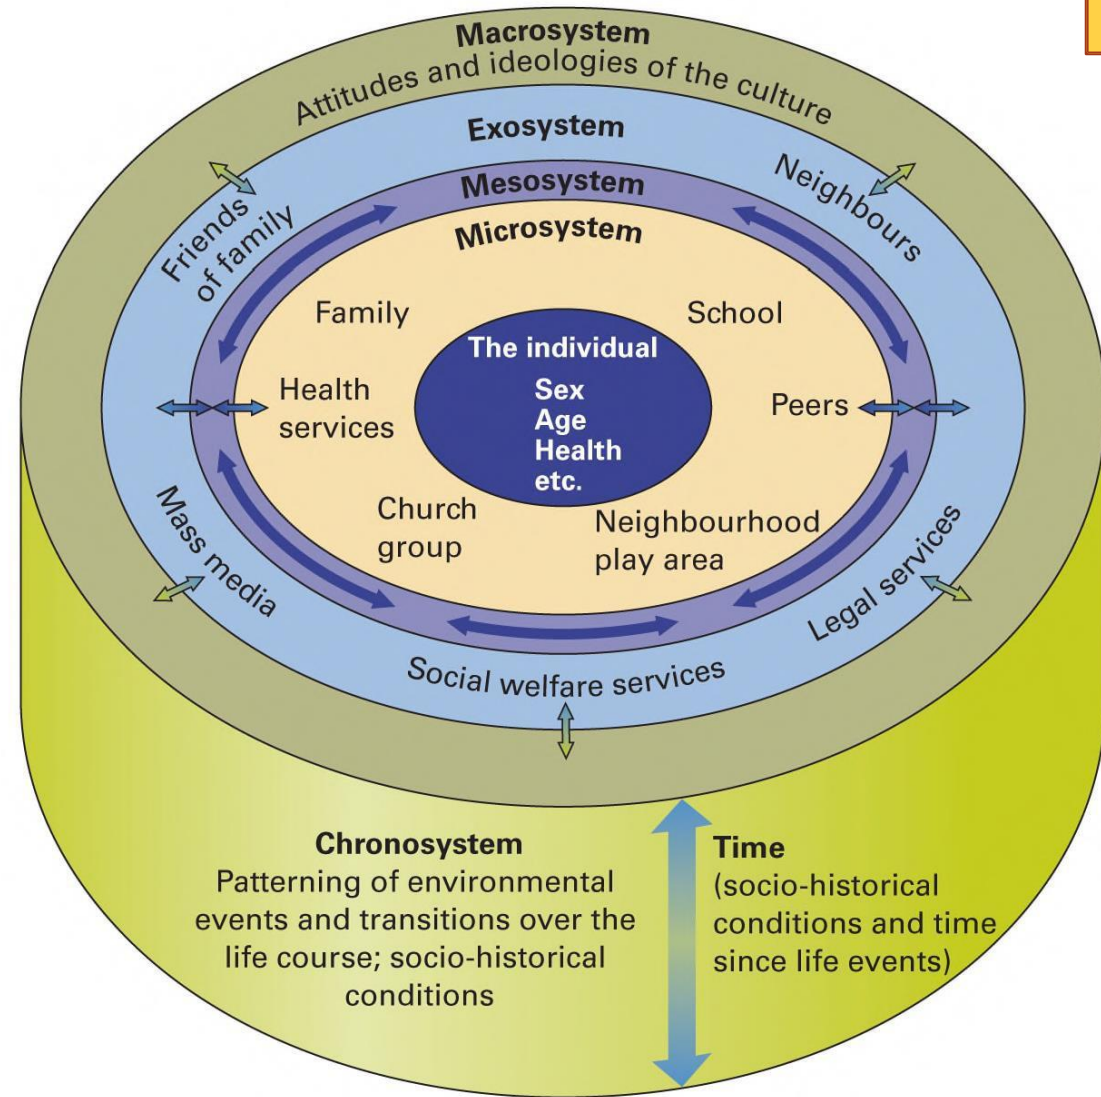 Macrosystem
Attitudes and ideologies of the culture
Exosystem
Mesosystem
Microsystem
Friends
of family
Neighbours
Family
School
The individual
Sex
Age
Health
etc.
Health
services
Peers
Church
group
Neighbourhood
play area
Mass media
Legal services
Social welfare services
Chronosystem
Patterning of environmental
events and transitions over the
life course; socio-historical
conditions
Time
(socio-historical
conditions and time
since life events)